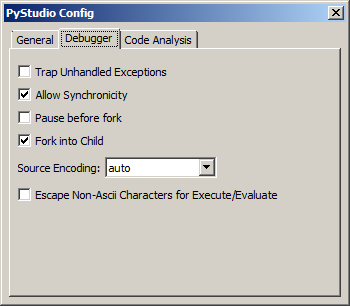 PyStudio Config
General Debugger Code Analysis
Trap Unhandled Exceptions
Allow Synchronicity
Pause before fork
Fork into Child
Source Encoding: auto
Escape Non-Ascii Characters for Execute/Evaluate